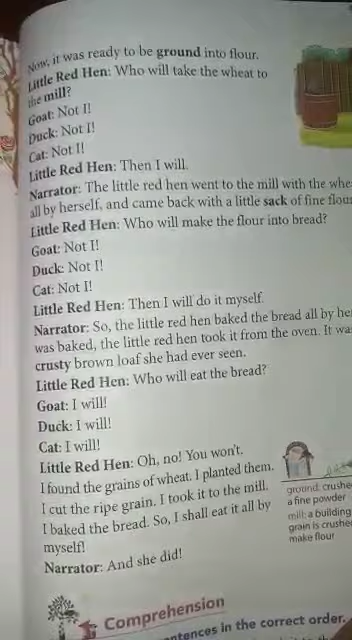 Now, it was ready to be ground into flour.
Little Red Hen: Who will take the wheat to
the mill?
Goat: Not I!
Duck: Not I!
Cat: Not I!
Little Red Hen: Then I will.
Narrator: The little red hen went to the mill with the
all by herself, and came back with a little sack of fine
Little Red Hen: Who will make the flour into bread?
Goat: Not I!
Duck: Not I!
Cat: Not I!
Little Red Hen: Then I will do it myself.
Narrator: So, the little red hen baked the bread all by
was baked, the little red hen took it from the oven. It
crusty brown loaf she had ever seen.
Little Red Hen: Who will eat the bread?
Goat: I will!
Duck: I will!
Cat: I will!
Little Red Hen: Oh, no! You won't.
I found the grains of wheat. I planted them.
I cut the ripe grain. I took it to the mill.
I baked the bread. So, I shall eat it all by
myself!
Narrator: And she did!
ground: crushe
a fine powder
mill: a building
grain is crushe
make flour
Comprehension
in the correct order.